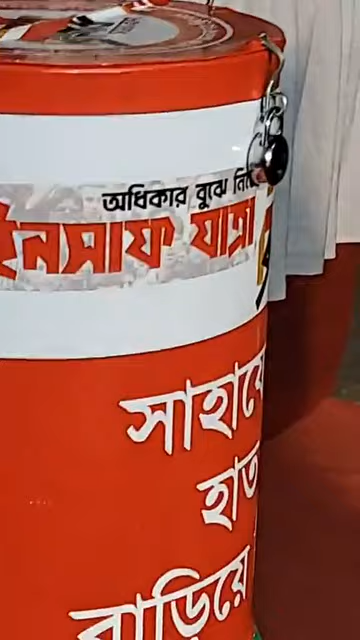 অধিকার বুঝে নিতে
ইনসাফ যাত্রা
সাহায্যে
হাত
বাড়িয়ে